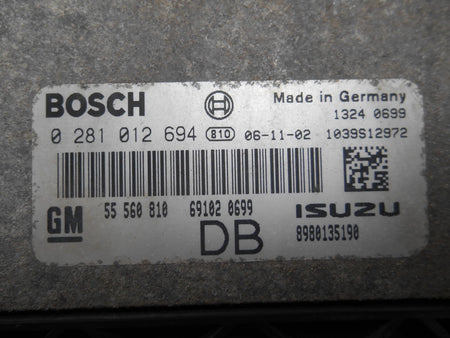 BOSCH Made in Germany
1324 0699
0 281 012 694 810 06-11-02 1039S12972
GM 55 560 810 69102 0699 ISUZU
DB 8980135190